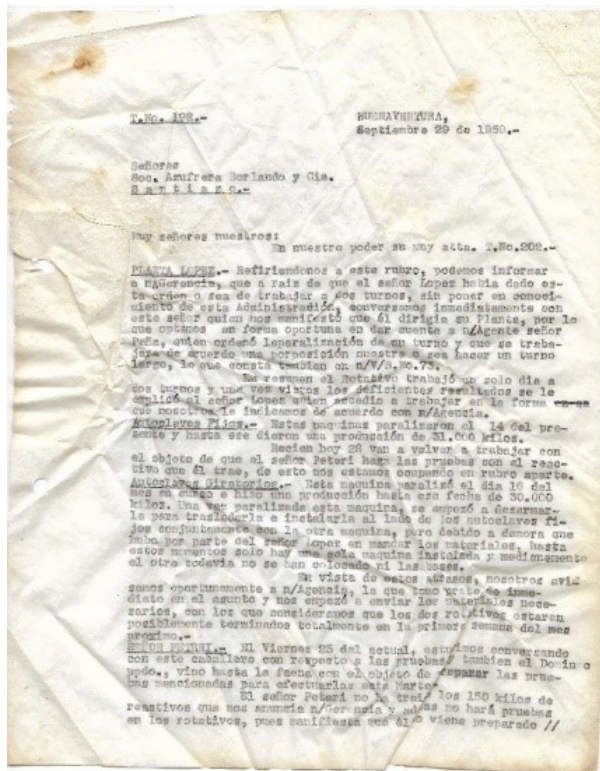 T.No. 192.- BUENAVENTURA,
Septiembre 29 de 1959.-
Señores
Soc. Azufrera Borlando y Cia.
Santiago.-
Muy señores nuestros:
En nuestro poder su muy atta. T.No.202.-
PLANTA LOPEZ.- Refiriendonos a este rubro, podemos informar
a n/Gerencia, que a raiz de que el señor Lopez habia dado es-
ta orden o sea de trabajar a dos turnos, sin poner en conoci-
miento de esta Administración, conversamos inmediatamente con
este señor quien nos manifestó que él dirigia su Planta, por lo
que optamos en forma oportuna en dar cuenta a n/Agente señor
Peña, quien ordenó la paralización de su turno y que se traba-
jara de acuerdo una porposición nuestra o sea hacer un turno
largo, lo que consta tambien en n/V/S.No.73.-
En resumen el Rotativo trabajó un solo dia a
dos turnos y una vez vistos los deficientes resultados se le
explicó al señor Lopez quien accedio a trabajar en la forma
que nosotros le indicamos de acuerdo con n/Agencia.
Autoclaves Fijos.- Estas maquinas paralizaron el 14 del pre-
sente y hasta ese dieron una producción de 31.000 kilos.
Recien hoy 28 van a volver a trabajar con
el objeto de que el señor Peteri haga las pruebas con el reac-
tivo que él trae, de esto nos estamos ocupando en rubro aparte.
Autoclaves Giratorios.- Esta maquina paralizó el dia 16 del
mes en curso e hizo una producción hasta esa fecha de 30.000
kilos. Una vez paralizada esta maquina, se empezó a desarmar-
la para trasladarla e instalarla al lado de los autoclaves fi-
jos conjuntamente con la otra maquina, pero debido a demora que
hubo por parte del señor Lopez en mandar los materiales, hasta
estos momentos solo hay una sola maquina instalada y medianamente
el otro todavia no se han colocado ni las bases.
En vista de estos atrasos, nosotros avi-
samos oportunamente a n/Agencia, la que tomo trato de inme-
diato en el asunto y nos empezó a enviar los materiales nece-
sarios, con los que consideramos que los dos rotativos estaran
posiblemente terminados totalmente en la primera semana del mes
proximo.-
SEÑOR PETERI.- El Viernes 25 del actual, estuvimos conversando
con este caballero con respecto a las pruebas, tambien el Domingo
ppdo., vino hasta la faena con el objeto de preparar las prue-
bas mencionadas para efectuarlas este Martes.
El señor Peteri no ha traido los 150 kilos de
reactivos que nos anuncia n/Gerencia y no hará pruebas
en los rotativos, pues manifiesta que él no viene preparado //